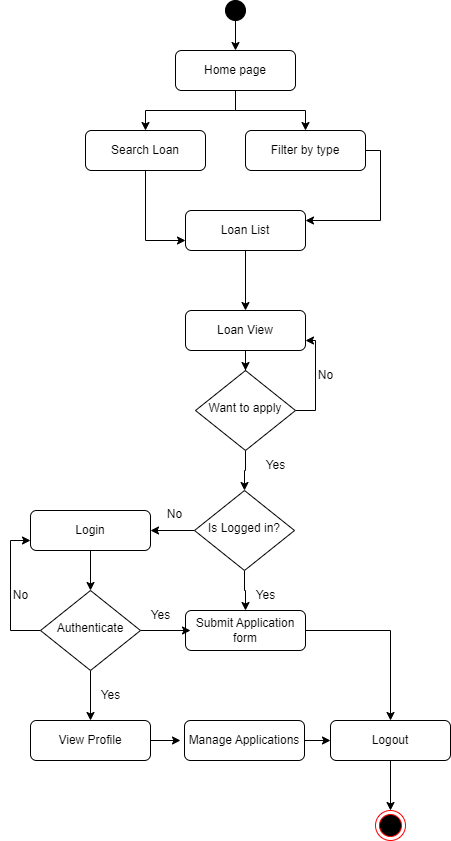 Home page
Search Loan
Filter by type
Loan List
Loan View
No
Want to apply
Yes
No
Is Logged in?
Login
Yes
No
Authenticate
Yes
Submit Application
form
Yes
View Profile
Manage Applications
Logout